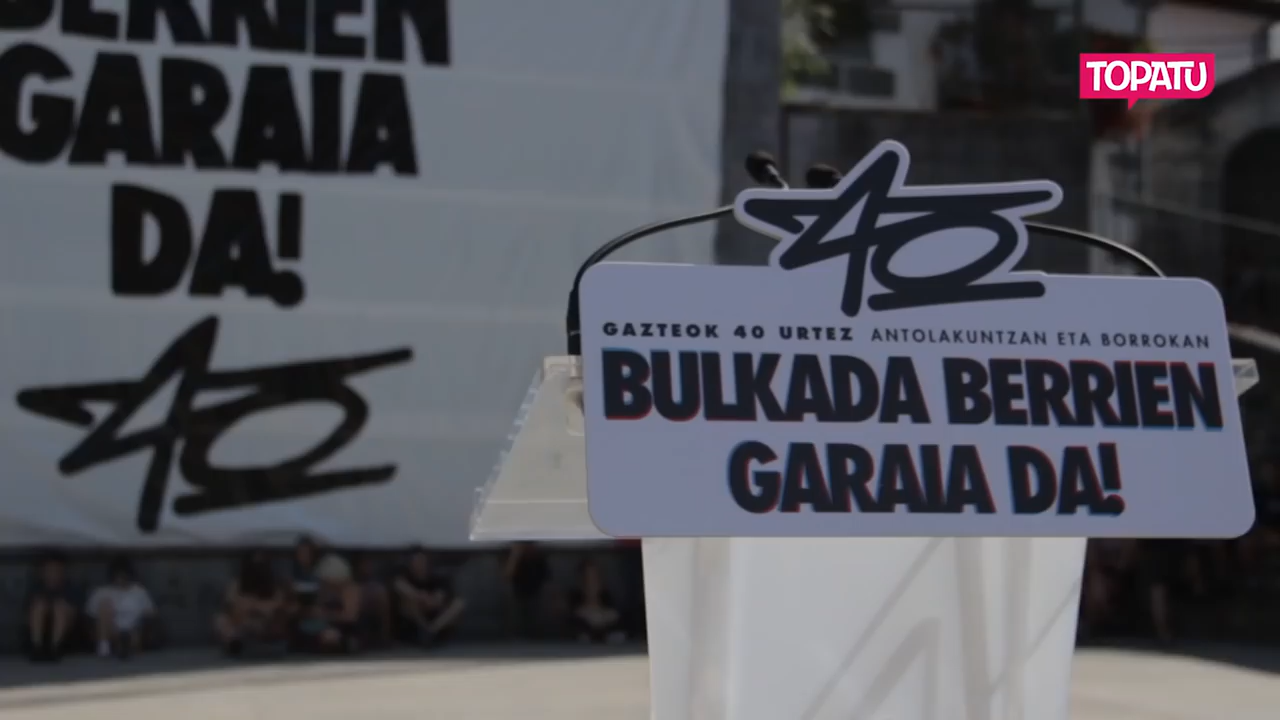 BERRIEN
GARAIA
DA!
40
TOPATU
40
GAZTEOK 40 URTEZ ANTOLAKUNTZAN ETA BORROKAN
BULKADA BERRIEN
GARAIA DA!